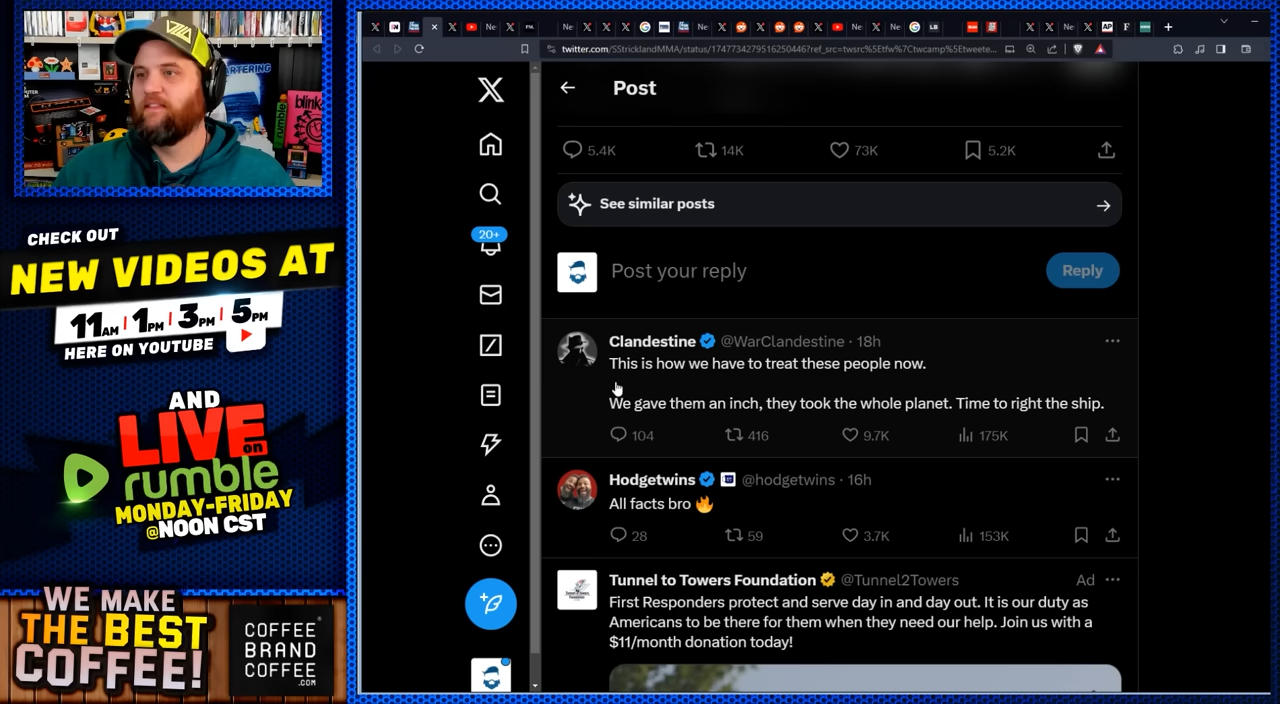 VZLA
ARTERING
blink
rumble
CHECK OUT
NEW VIDEOS AT
11AM | 1PM | 3PM | 5PM
HERE ON YOUTUBE
AND
LIVE
on
rumble
MONDAY-FRIDAY
@NOON CST
WE MAKE
THE BEST
COFFEE!
COFFEE
BRAND
COFFEE
.COM
twitter.com/SStricklandMMA/status/1747734279516250446?ref_src=twsrc%5Etfw%7Ctwcamp%5Etweete...
Post
5.4K 14K 73K 5.2K
See similar posts
20+
Post your reply
Reply
Clandestine @WarClandestine · 18h
This is how we have to treat these people now.
We gave them an inch, they took the whole planet. Time to right the ship.
104 416 9.7K 175K
Hodgetwins @hodgetwins · 16h
All facts bro 🔥
28 59 3.7K 153K
Tunnel to Towers Foundation @Tunnel2Towers Ad
First Responders protect and serve day in and day out. It is our duty as
Americans to be there for them when they need our help. Join us with a
$11/month donation today!